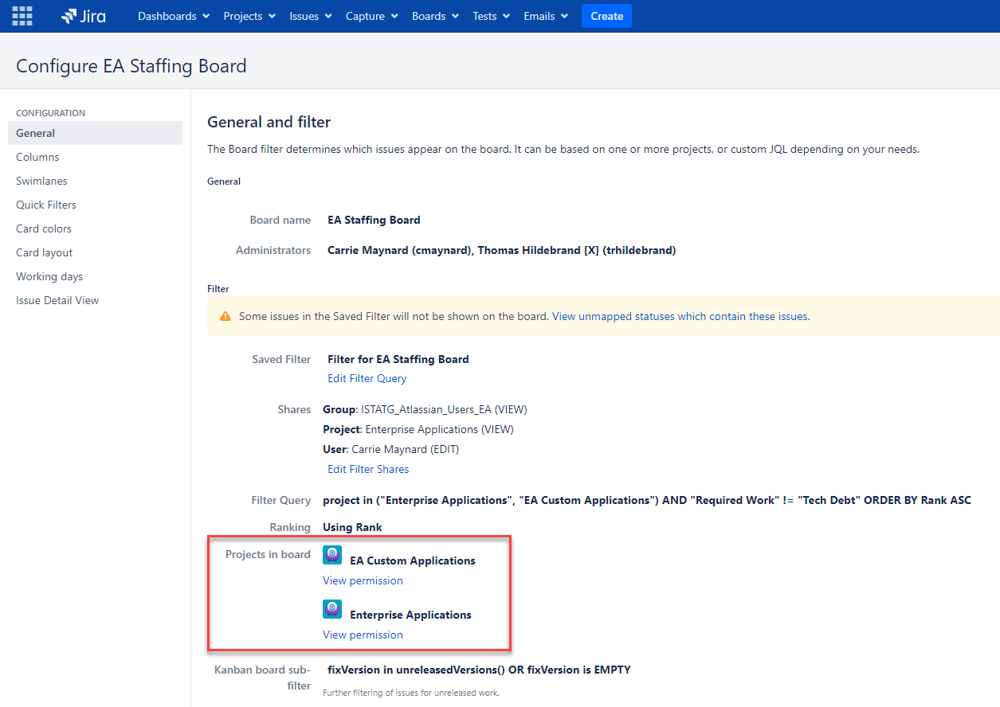 Jira Dashboards Projects Issues Capture Boards Tests Emails Create
Configure EA Staffing Board
CONFIGURATION
General
Columns
Swimlanes
Quick Filters
Card colors
Card layout
Working days
Issue Detail View
General and filter
The Board filter determines which issues appear on the board. It can be based on one or more projects, or custom JQL depending on your needs.
General
Board name EA Staffing Board
Administrators Carrie Maynard (cmaynard), Thomas Hildebrand [X] (trhildebrand)
Filter
Some issues in the Saved Filter will not be shown on the board. View unmapped statuses which contain these issues.
Saved Filter Filter for EA Staffing Board
Edit Filter Query
Shares Group: ISTATG_Atlassian_Users_EA (VIEW)
Project: Enterprise Applications (VIEW)
User: Carrie Maynard (EDIT)
Edit Filter Shares
Filter Query project in ("Enterprise Applications", "EA Custom Applications") AND "Required Work" != "Tech Debt" ORDER BY Rank ASC
Ranking Using Rank
Projects in board EA Custom Applications
View permission
Enterprise Applications
View permission
Kanban board sub-
filter
fixVersion in unreleasedVersions() OR fixVersion is EMPTY
Further filtering of issues for unreleased work.